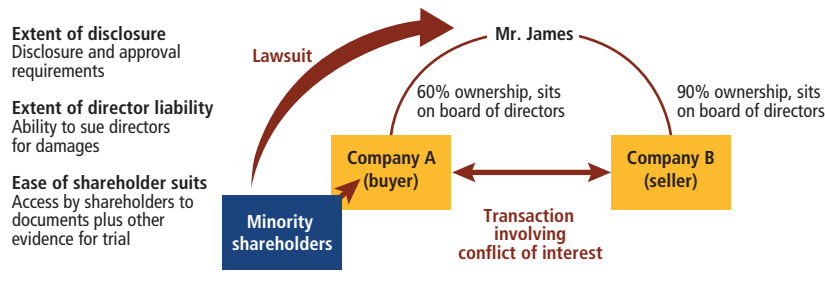 Extent of disclosure
Disclosure and approval
requirements
Extent of director liability
Ability to sue directors
for damages
Ease of shareholder suits
Access by shareholders to
documents plus other
evidence for trial
Lawsuit
Mr. James
60% ownership, sits
on board of directors
90% ownership, sits
on board of directors
Company A
(buyer)
Company B
(seller)
Minority
shareholders
Transaction
involving
conflict of interest